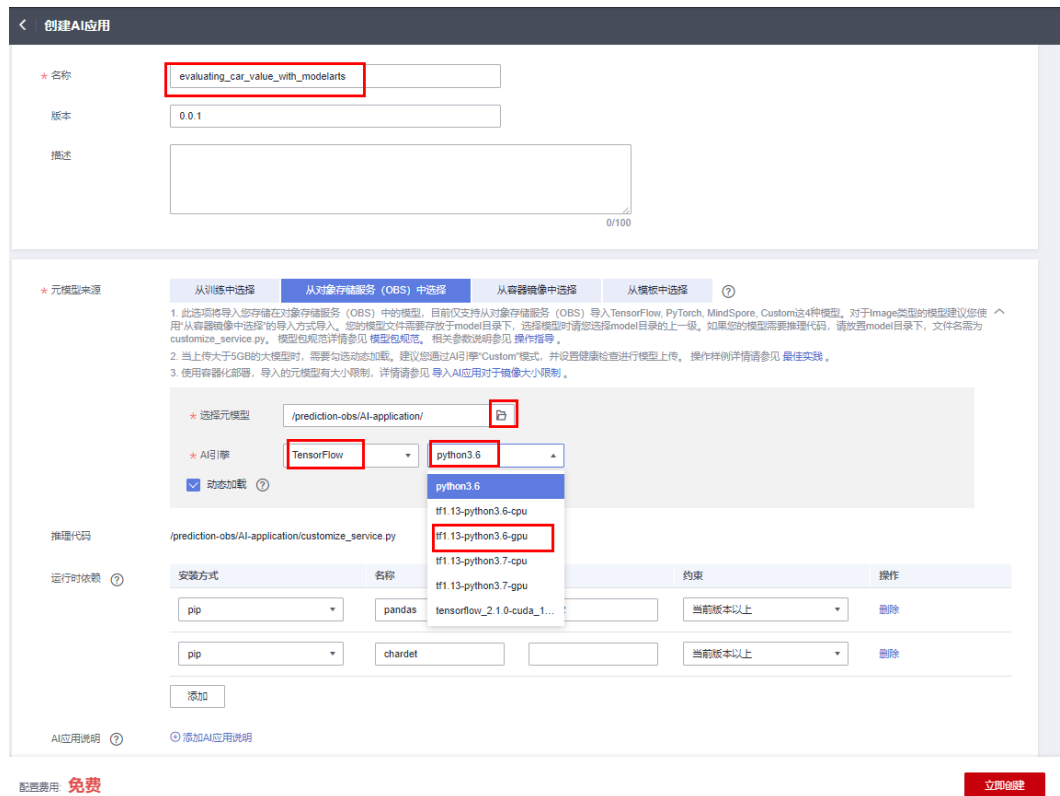 创建AI应用
* 名称 evaluating_car_value_with_modelarts
版本 0.0.1
描述
0/100
* 元模型来源 从训练中选择 从对象存储服务（OBS）中选择 从容器镜像中选择 从模板中选择 ?
1. 此选项将导入您存储在对象存储服务（OBS）中的模型，目前仅支持从对象存储服务（OBS）导入TensorFlow, PyTorch, MindSpore, Custom这4种模型。对于Image类型的模型建议您使
用“从容器镜像中选择”的导入方式导入。您的模型文件需要存放于model目录下，选择模型时请您选择model目录的上一级。如果您的模型需要推理代码，请放置model目录下，文件名需为
customize_service.py。 模型包规范详情参见 模型包规范。 相关参数说明参见 操作指导 。
2. 当上传大于5GB的大模型时，需要勾选动态加载。建议您通过AI引擎“Custom”模式，并设置健康检查进行模型上传。 操作样例详情请参见 最佳实践 。
3. 使用容器化部署，导入的元模型有大小限制，详情请参见 导入AI应用对于镜像大小限制 。
* 选择元模型 /prediction-obs/AI-application/
* AI引擎 TensorFlow python3.6
动态加载 ?
python3.6
tf1.13-python3.6-cpu
tf1.13-python3.6-gpu
tf1.13-python3.7-cpu
tf1.13-python3.7-gpu
tensorflow_2.1.0-cuda_1...
推理代码 /prediction-obs/AI-application/customize_service.py
运行时依赖 ? 安装方式 名称 约束 操作
pip pandas 当前版本以上 删除
pip chardet 当前版本以上 删除
添加
AI应用说明 ? 添加AI应用说明
配置费用: 免费 立即创建